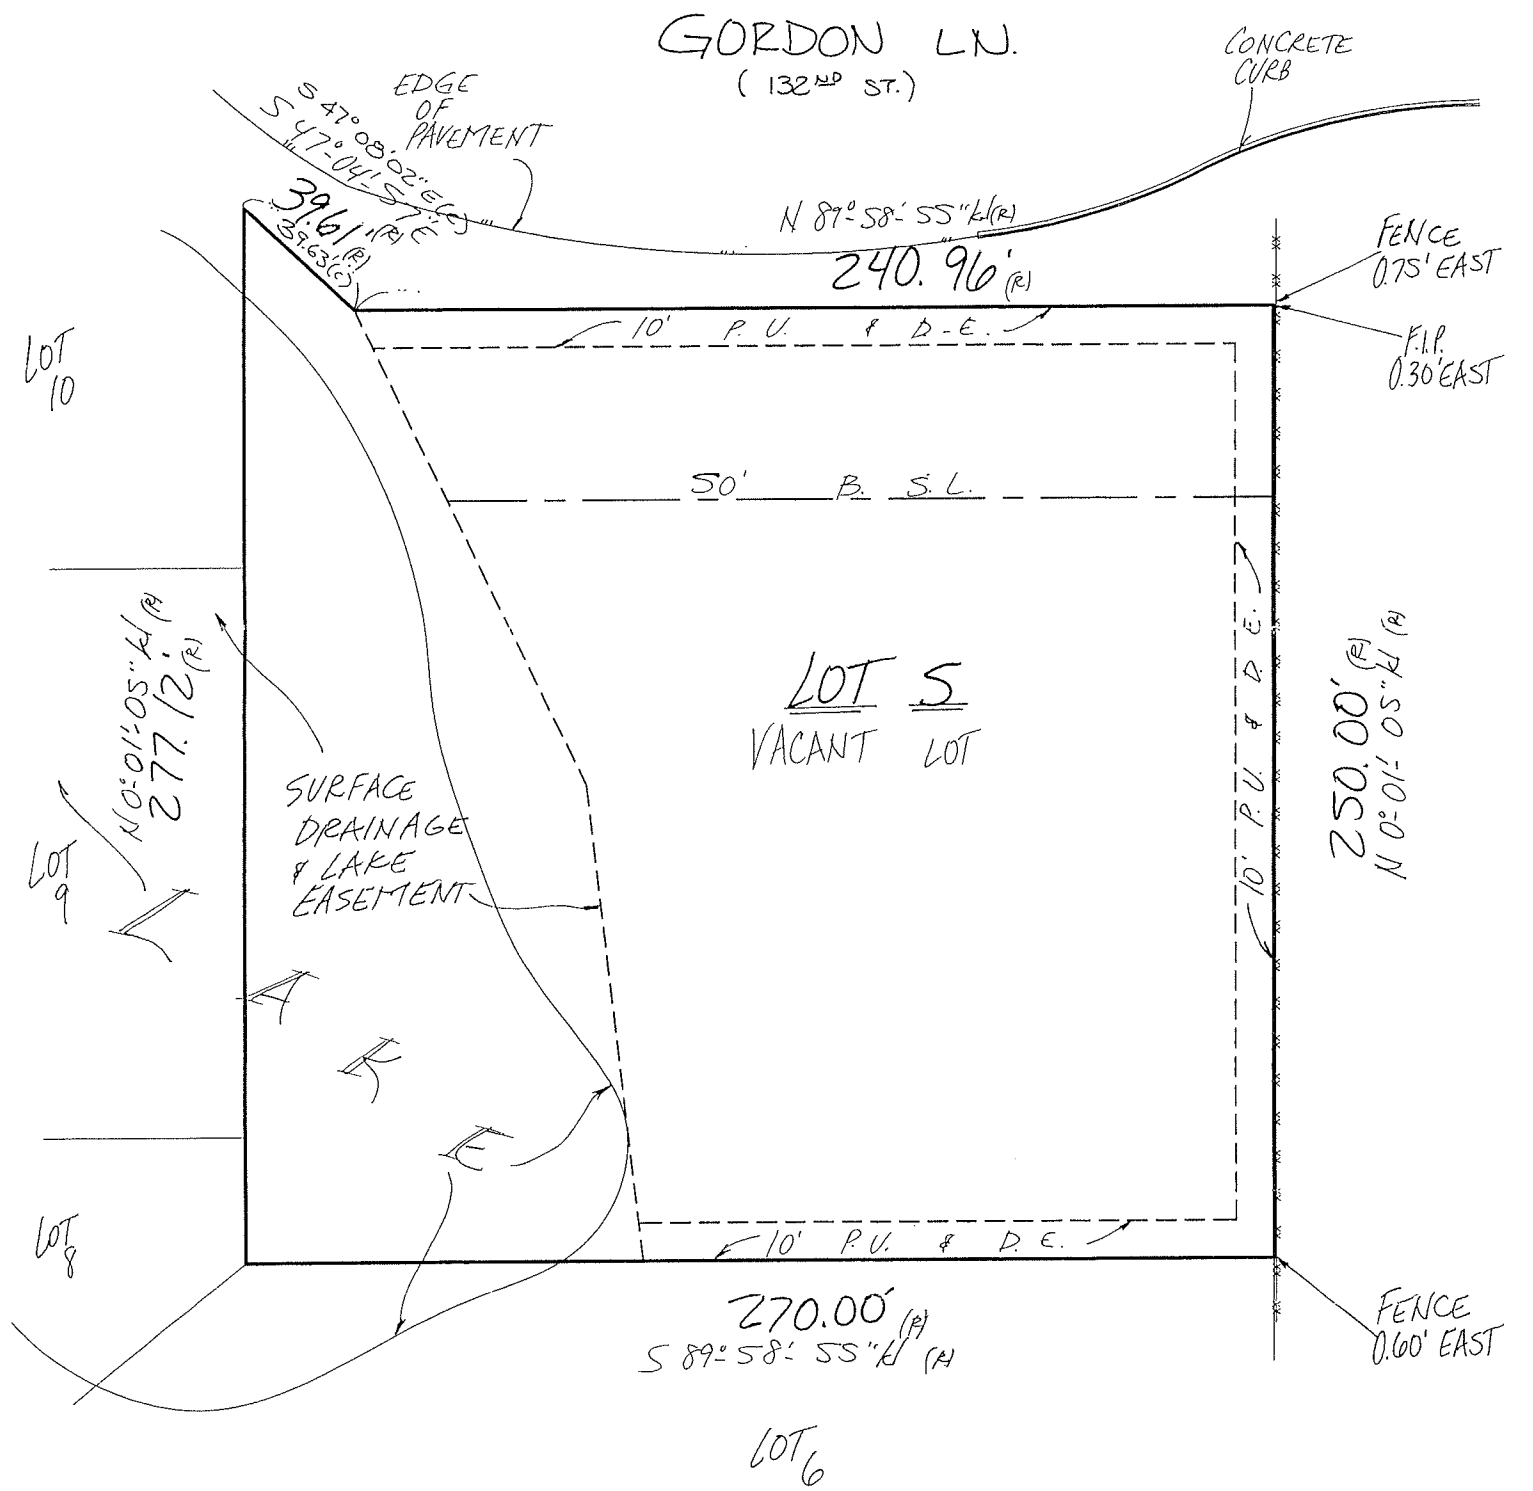 GORDON LN.
(132ND ST.)
CONCRETE
CURB
EDGE
OF
PAVEMENT
S 47°08'02"E(C)
S 47°-04'-57"E
(R)
39.61'(R)
39.63'(C)
N 89°-58'-55"W(R)
240.96'(R)
FENCE
0.75' EAST
F.I.P.
0.30' EAST
10' P.U. & D.E.
LOT
10
50' B.S.L.
N 0°-01'-05"W (R)
277.12'(R)
LOT 5
VACANT LOT
10' P.U. & D.E.
250.00'(R)
N 0°-01'-05"W (R)
SURFACE
DRAINAGE
& LAKE
EASEMENT
LOT
9
LAKE
LOT
8
10' P.U. & D.E.
270.00'(R)
S 89°-58'-55"W (R)
FENCE
0.60' EAST
LOT 6